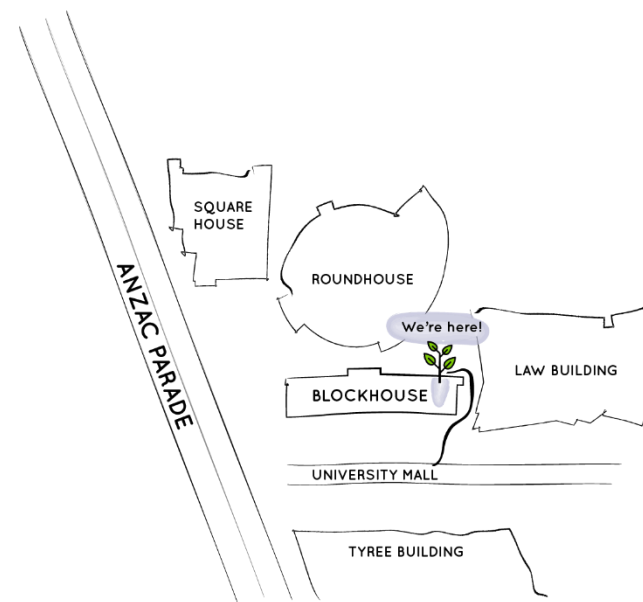 SQUARE
HOUSE
ROUNDHOUSE
ANZAC PARADE
We're here!
LAW BUILDING
BLOCKHOUSE
UNIVERSITY MALL
TYREE BUILDING